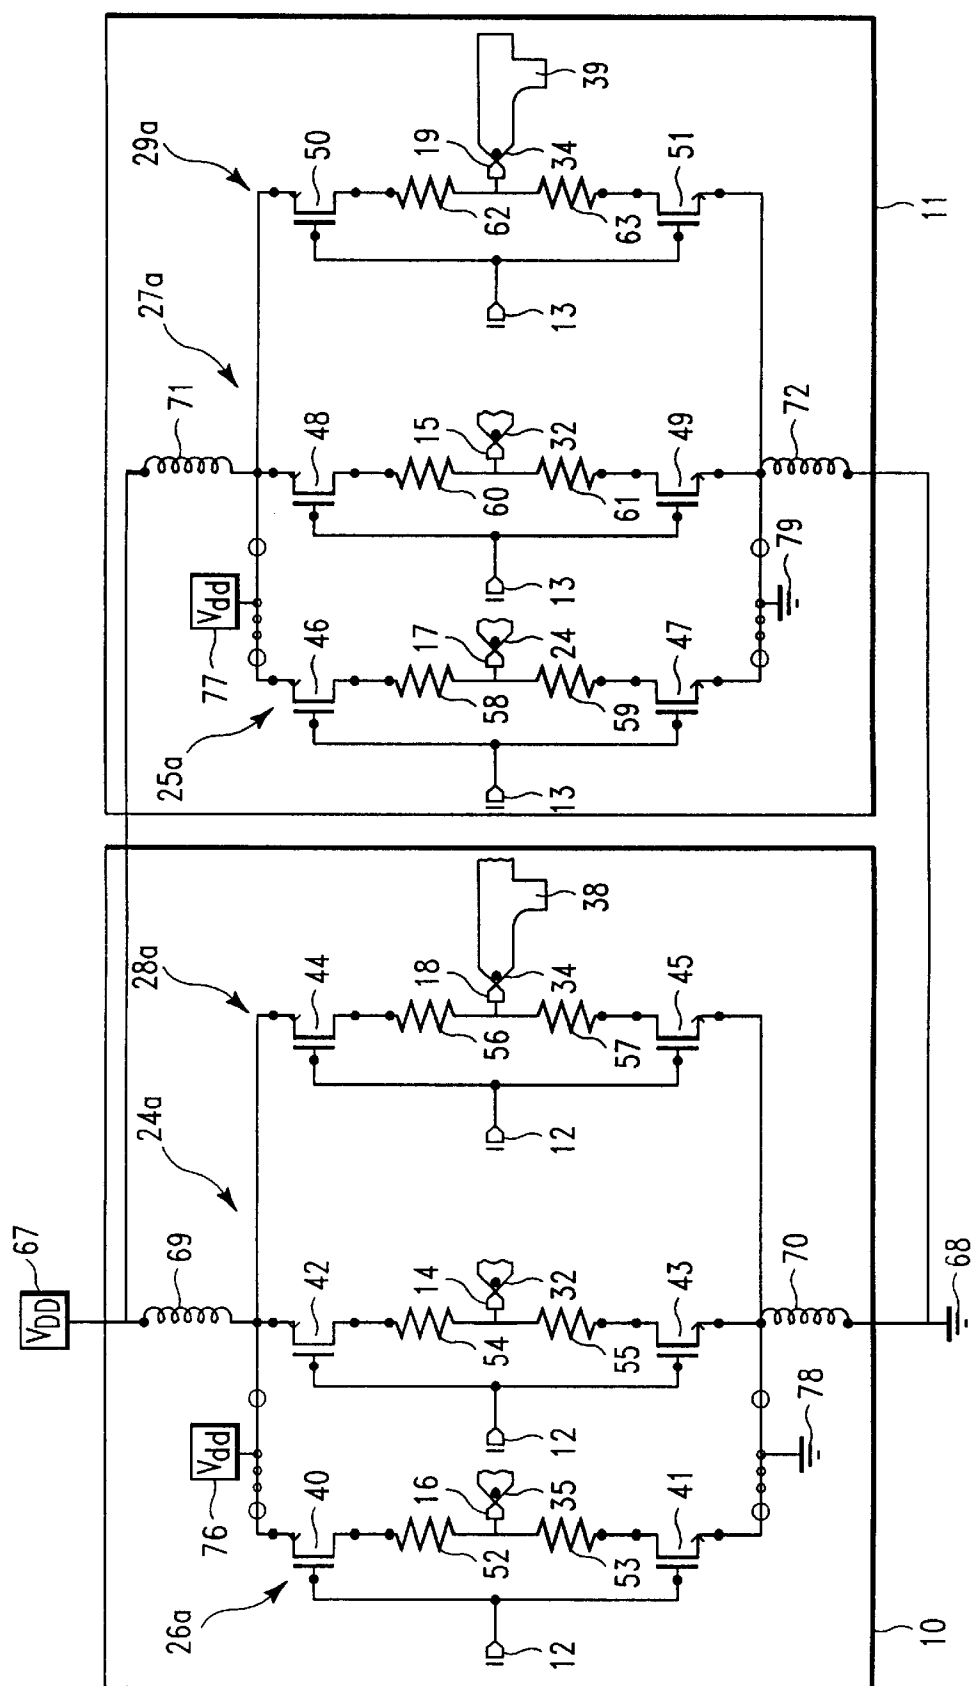 VDD 67
24a 28a 27a 29a
26a 69 25a 71
76 Vdd 77 Vdd
40 42 44 46 48 50
16 14 18 17 15 19
52 54 56 58 60 62
12 35 12 32 12 34 13 24 13 32 13 34
38 39
53 55 57 59 61 63
41 43 45 47 49 51
78 70 79 72
10 68 11